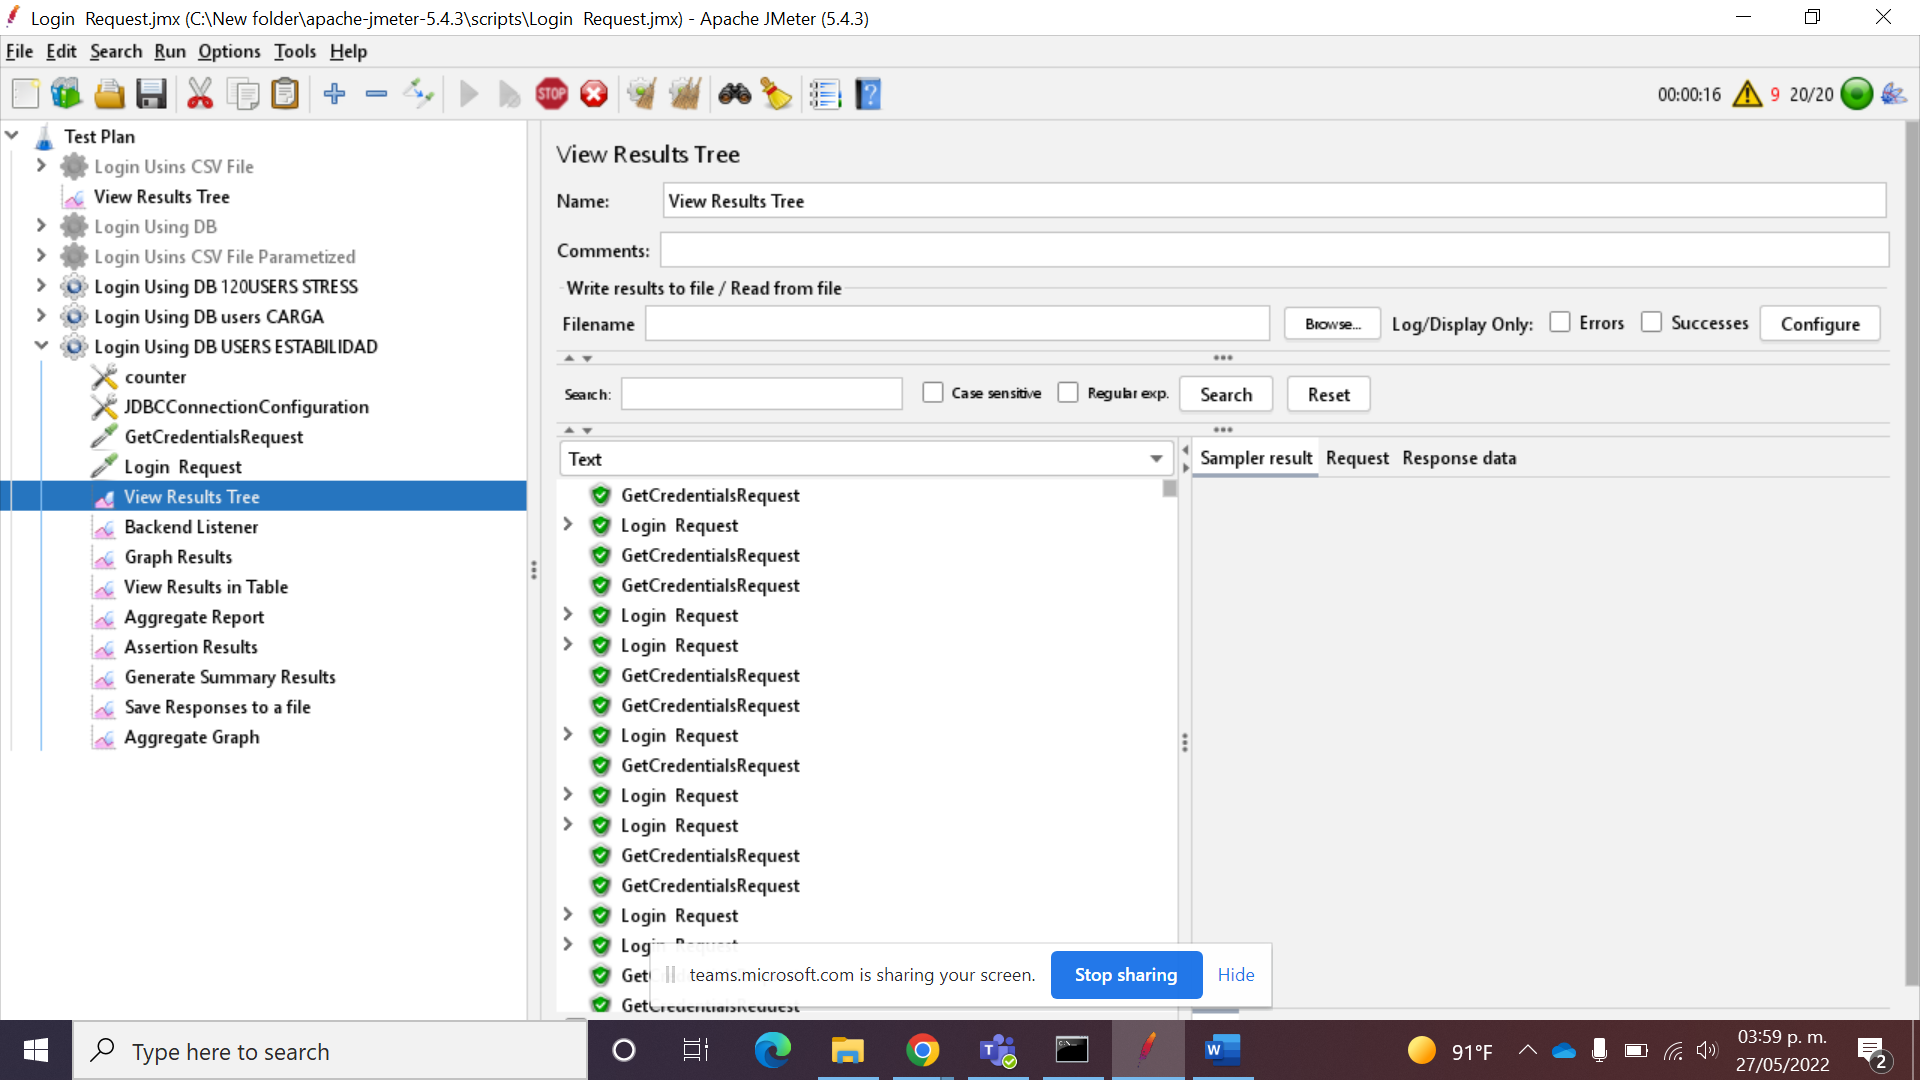 Login  Request.jmx (C:\New folder\apache-jmeter-5.4.3\scripts\Login  Request.jmx) - Apache JMeter (5.4.3)
File Edit Search Run Options Tools Help
STOP
00:00:16 9 20/20
Test Plan
Login Usins CSV File
View Results Tree
Login Using DB
Login Usins CSV File Parametized
Login Using DB 120USERS STRESS
Login Using DB users CARGA
Login Using DB USERS ESTABILIDAD
counter
JDBCConnectionConfiguration
GetCredentialsRequest
Login  Request
View Results Tree
Backend Listener
Graph Results
View Results in Table
Aggregate Report
Assertion Results
Generate Summary Results
Save Responses to a file
Aggregate Graph
View Results Tree
Name: View Results Tree
Comments:
Write results to file / Read from file
Filename Browse... Log/Display Only: Errors Successes Configure
Search: Case sensitive Regular exp. Search Reset
Text
Sampler result Request Response data
GetCredentialsRequest
Login  Request
GetCredentialsRequest
GetCredentialsRequest
Login  Request
Login  Request
GetCredentialsRequest
GetCredentialsRequest
Login  Request
GetCredentialsRequest
Login  Request
Login  Request
GetCredentialsRequest
GetCredentialsRequest
Login  Request
Login  Request
GetCredentialsRequest
teams.microsoft.com is sharing your screen. Stop sharing Hide
Type here to search
91°F
03:59 p. m.
27/05/2022
2